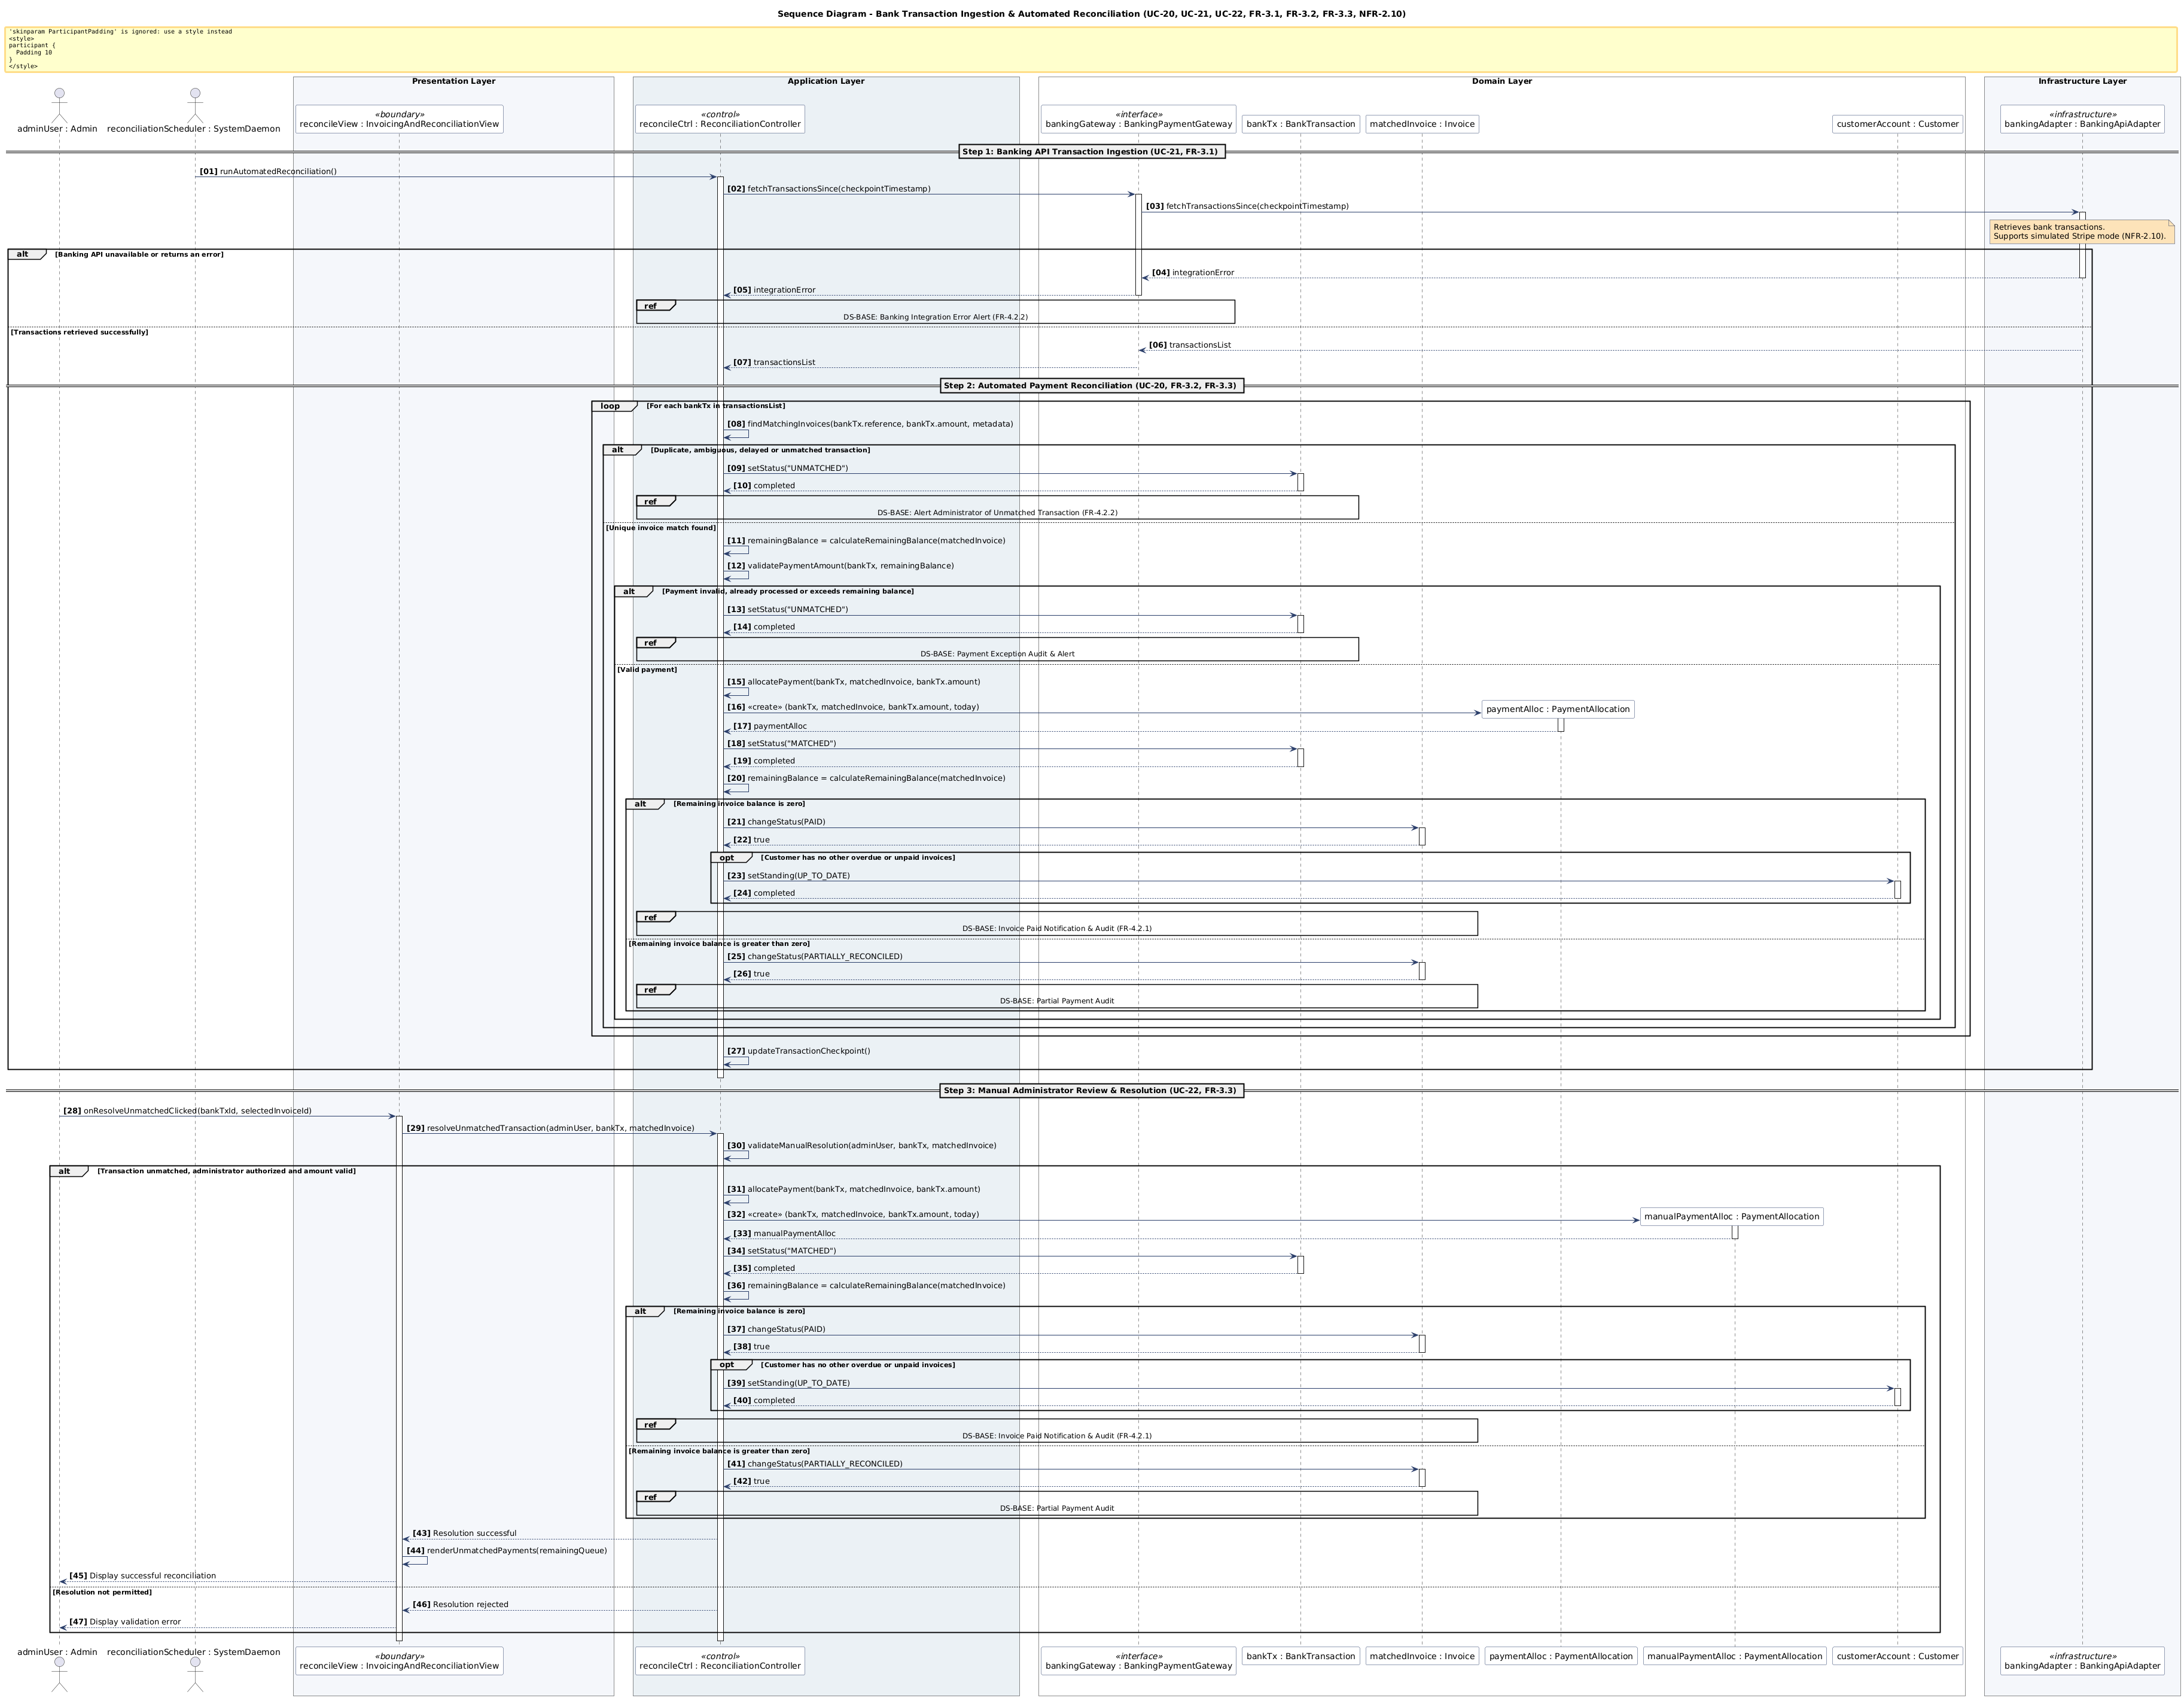 Sequence Diagram - Bank Transaction Ingestion & Automated Reconciliation (UC-20, UC-21, UC-22, FR-3.1, FR-3.2, FR-3.3, NFR-2.10)
'skinparam ParticipantPadding' is ignored: use a style instead
<style>
participant {
  Padding 10
}
</style>
Presentation Layer
Application Layer
Domain Layer
Infrastructure Layer
adminUser : Admin
reconciliationScheduler : SystemDaemon
«boundary»
reconcileView : InvoicingAndReconciliationView
«control»
reconcileCtrl : ReconciliationController
«interface»
bankingGateway : BankingPaymentGateway
bankTx : BankTransaction
matchedInvoice : Invoice
customerAccount : Customer
«infrastructure»
bankingAdapter : BankingApiAdapter
Step 1: Banking API Transaction Ingestion (UC-21, FR-3.1)
[01] runAutomatedReconciliation()
[02] fetchTransactionsSince(checkpointTimestamp)
[03] fetchTransactionsSince(checkpointTimestamp)
Retrieves bank transactions.
Supports simulated Stripe mode (NFR-2.10).
alt [Banking API unavailable or returns an error]
[04] integrationError
[05] integrationError
ref
DS-BASE: Banking Integration Error Alert (FR-4.2.2)
[Transactions retrieved successfully]
[06] transactionsList
[07] transactionsList
Step 2: Automated Payment Reconciliation (UC-20, FR-3.2, FR-3.3)
loop [For each bankTx in transactionsList]
[08] findMatchingInvoices(bankTx.reference, bankTx.amount, metadata)
alt [Duplicate, ambiguous, delayed or unmatched transaction]
[09] setStatus("UNMATCHED")
[10] completed
ref
DS-BASE: Alert Administrator of Unmatched Transaction (FR-4.2.2)
[Unique invoice match found]
[11] remainingBalance = calculateRemainingBalance(matchedInvoice)
[12] validatePaymentAmount(bankTx, remainingBalance)
alt [Payment invalid, already processed or exceeds remaining balance]
[13] setStatus("UNMATCHED")
[14] completed
ref
DS-BASE: Payment Exception Audit & Alert
[Valid payment]
[15] allocatePayment(bankTx, matchedInvoice, bankTx.amount)
[16] «create» (bankTx, matchedInvoice, bankTx.amount, today)
paymentAlloc : PaymentAllocation
[17] paymentAlloc
[18] setStatus("MATCHED")
[19] completed
[20] remainingBalance = calculateRemainingBalance(matchedInvoice)
alt [Remaining invoice balance is zero]
[21] changeStatus(PAID)
[22] true
opt [Customer has no other overdue or unpaid invoices]
[23] setStanding(UP_TO_DATE)
[24] completed
ref
DS-BASE: Invoice Paid Notification & Audit (FR-4.2.1)
[Remaining invoice balance is greater than zero]
[25] changeStatus(PARTIALLY_RECONCILED)
[26] true
ref
DS-BASE: Partial Payment Audit
[27] updateTransactionCheckpoint()
Step 3: Manual Administrator Review & Resolution (UC-22, FR-3.3)
[28] onResolveUnmatchedClicked(bankTxId, selectedInvoiceId)
[29] resolveUnmatchedTransaction(adminUser, bankTx, matchedInvoice)
[30] validateManualResolution(adminUser, bankTx, matchedInvoice)
alt [Transaction unmatched, administrator authorized and amount valid]
[31] allocatePayment(bankTx, matchedInvoice, bankTx.amount)
[32] «create» (bankTx, matchedInvoice, bankTx.amount, today)
manualPaymentAlloc : PaymentAllocation
[33] manualPaymentAlloc
[34] setStatus("MATCHED")
[35] completed
[36] remainingBalance = calculateRemainingBalance(matchedInvoice)
alt [Remaining invoice balance is zero]
[37] changeStatus(PAID)
[38] true
opt [Customer has no other overdue or unpaid invoices]
[39] setStanding(UP_TO_DATE)
[40] completed
ref
DS-BASE: Invoice Paid Notification & Audit (FR-4.2.1)
[Remaining invoice balance is greater than zero]
[41] changeStatus(PARTIALLY_RECONCILED)
[42] true
ref
DS-BASE: Partial Payment Audit
[43] Resolution successful
[44] renderUnmatchedPayments(remainingQueue)
[45] Display successful reconciliation
[Resolution not permitted]
[46] Resolution rejected
[47] Display validation error
adminUser : Admin
reconciliationScheduler : SystemDaemon
«boundary»
reconcileView : InvoicingAndReconciliationView
«control»
reconcileCtrl : ReconciliationController
«interface»
bankingGateway : BankingPaymentGateway
bankTx : BankTransaction
matchedInvoice : Invoice
paymentAlloc : PaymentAllocation
manualPaymentAlloc : PaymentAllocation
customerAccount : Customer
«infrastructure»
bankingAdapter : BankingApiAdapter